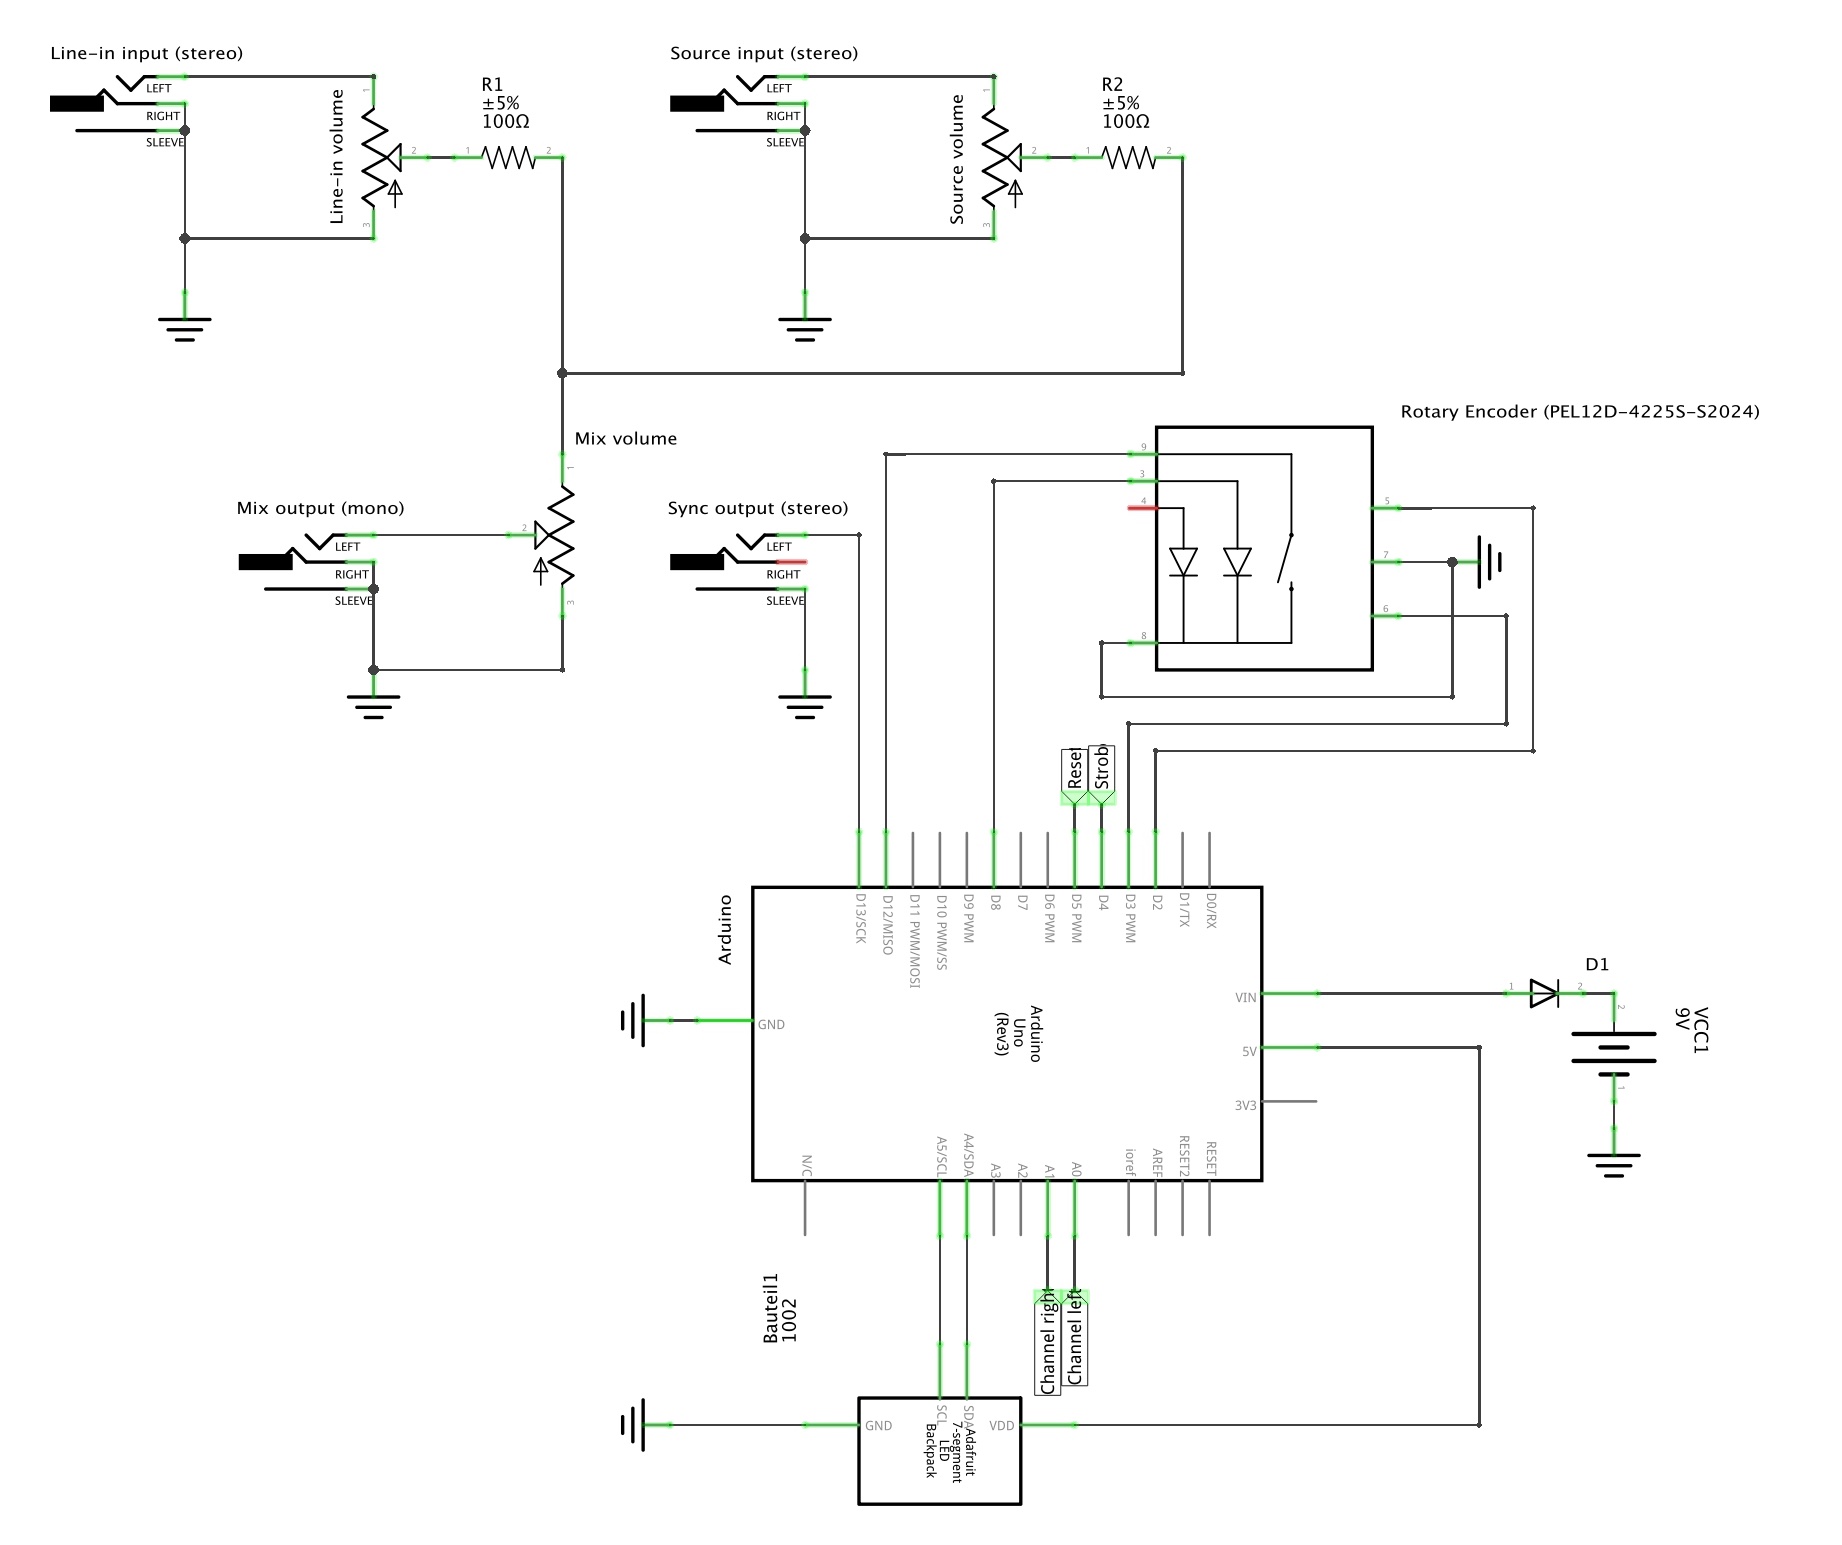 Line-in input (stereo)
LEFT
RIGHT
SLEEVE
Line-in volume
1
2
3
R1
±5%
100Ω
1
2
Source input (stereo)
LEFT
RIGHT
SLEEVE
Source volume
1
2
3
R2
±5%
100Ω
1
2
Mix volume
1
2
3
Mix output (mono)
LEFT
RIGHT
SLEEVE
Sync output (stereo)
LEFT
RIGHT
SLEEVE
Rotary Encoder (PEL12D-4225S-S2024)
9
3
4
8
5
7
6
Reset
Strob
Arduino
D13/SCK
D12/MISO
D11 PWM/MOSI
D10 PWM/SS
D9 PWM
D8
D7
D6 PWM
D5 PWM
D4
D3 PWM
D2
D1/TX
D0/RX
GND
Arduino
Uno
(Rev3)
VIN
5V
3V3
N/C
A5/SCL
A4/SDA
A3
A2
A1
A0
ioref
AREF
RESET2
RESET
D1
1
2
VCC1
9V
2
1
Channel right
Channel left
Bauteil1
1002
GND
SCL
SDA
VDD
Adafruit
7-segment
LED
Backpack